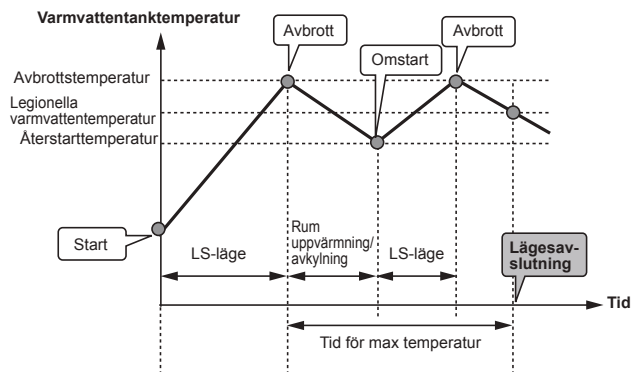 Varmvattentanktemperatur
Avbrott
Avbrott
Omstart
Avbrottstemperatur
Legionella
varmvattentemperatur
Återstarttemperatur
Start
LS-läge
Rum
uppvärmning/
avkylning
LS-läge
Lägesav-
slutning
Tid
Tid för max temperatur